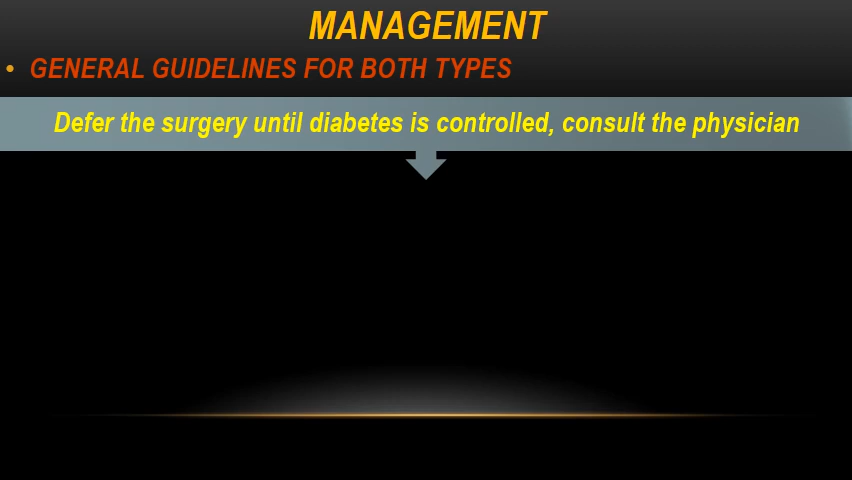 MANAGEMENT
• GENERAL GUIDELINES FOR BOTH TYPES
Defer the surgery until diabetes is controlled, consult the physician